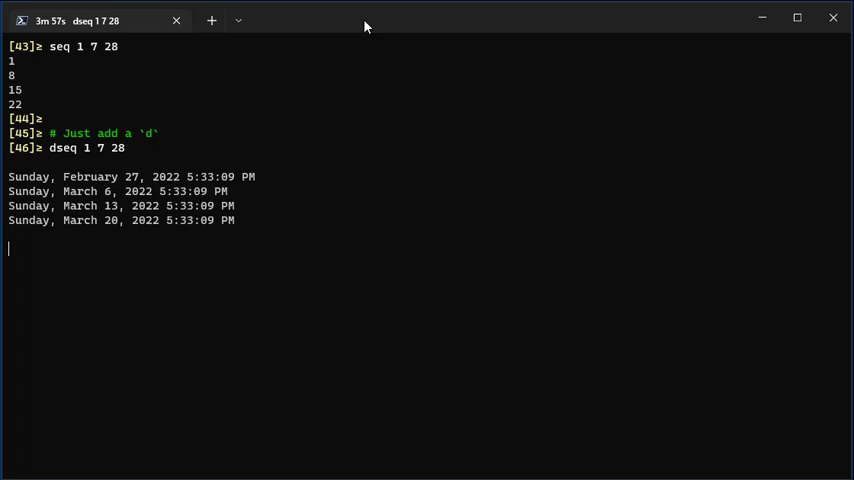 3m 57s dseq 1 7 28
[43]≥ seq 1 7 28
1
8
15
22
[44]≥
[45]≥ # Just add a `d`
[46]≥ dseq 1 7 28
Sunday, February 27, 2022 5:33:09 PM
Sunday, March 6, 2022 5:33:09 PM
Sunday, March 13, 2022 5:33:09 PM
Sunday, March 20, 2022 5:33:09 PM